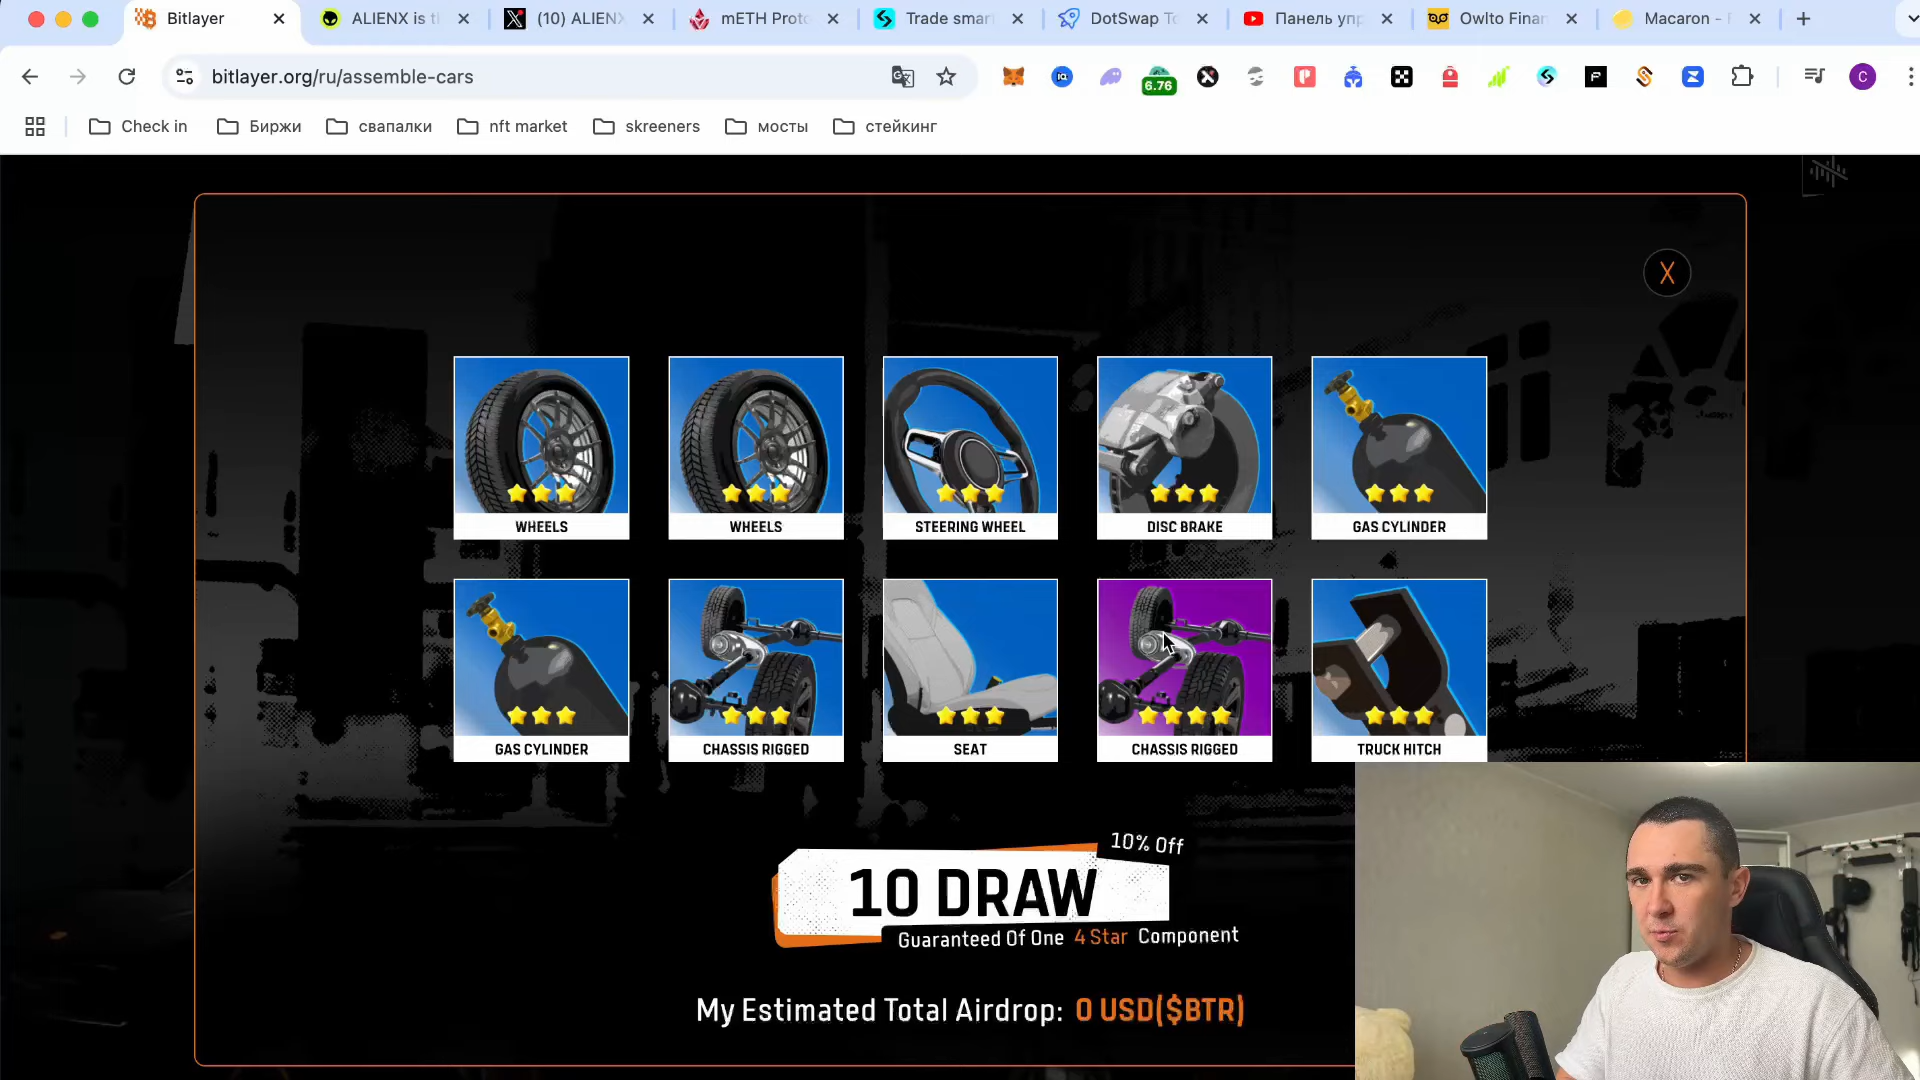 Bitlayer
ALIENX is t
(10) ALIENX
mETH Proto
Trade smar
DotSwap To
Панель упр
Owlto Finan
Macaron - F
bitlayer.org/ru/assemble-cars
6.76
C
Check in
Биржи
свапалки
nft market
skreeners
мосты
стейкинг
X
WHEELS
WHEELS
STEERING WHEEL
DISC BRAKE
GAS CYLINDER
GAS CYLINDER
CHASSIS RIGGED
SEAT
CHASSIS RIGGED
TRUCK HITCH
10% Off
10 DRAW
Guaranteed Of One 4 Star Component
My Estimated Total Airdrop: 0 USD($BTR)